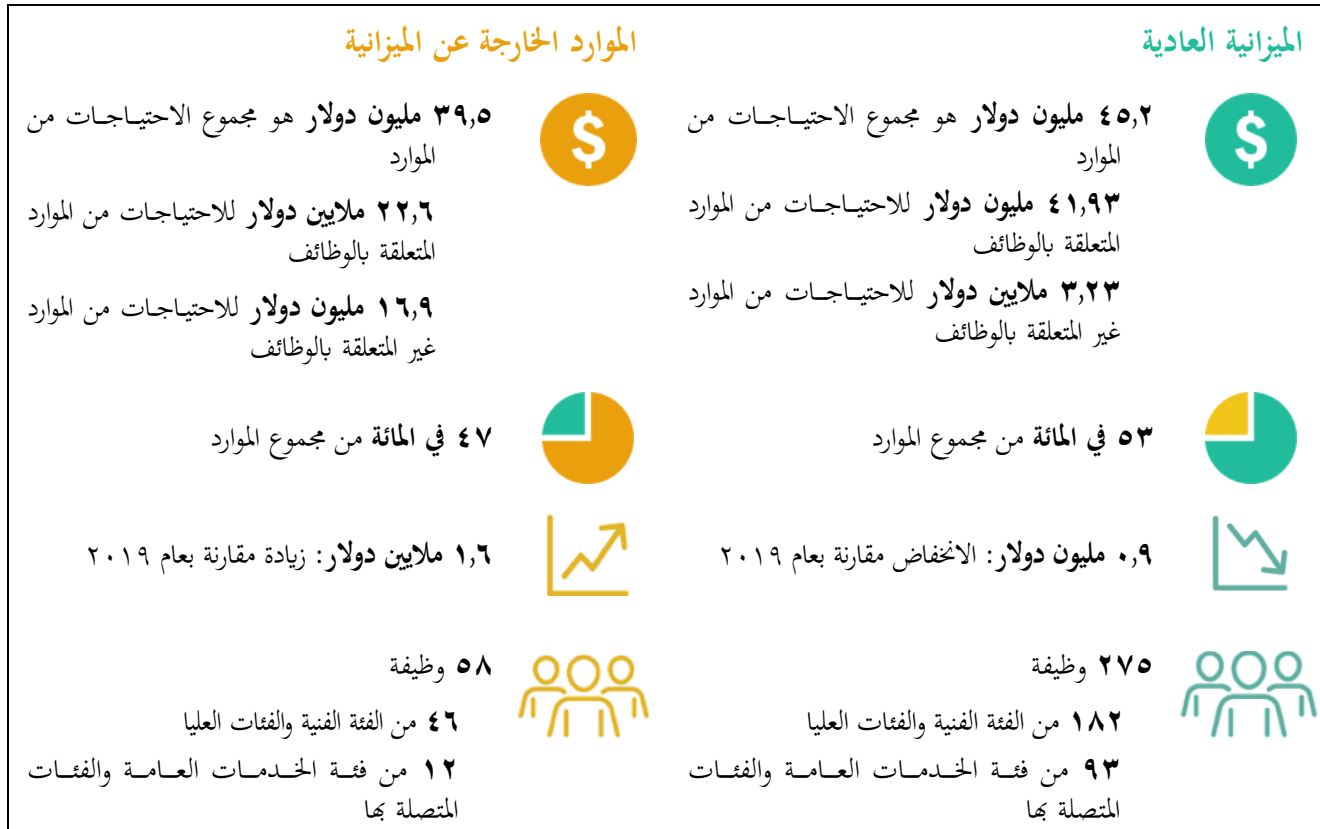 الميزانية العادية
٤٥,٢ مليون دولار هو مجموع الاحتياجات من
الموارد
٤١,٩٣ مليون دولار للاحتياجات من الموارد
المتعلقة بالوظائف
٣,٢٣ ملايين دولار للاحتياجات من الموارد
غير المتعلقة بالوظائف
٥٣ في المائة من مجموع الموارد
٠,٩ مليون دولار: الانخفاض مقارنة بعام ٢٠١٩
٢٧٥ وظيفة
١٨٢ من الفئة الفنية والفئات العليا
٩٣ من فئة الخدمات العامة والفئات
المتصلة بها
الموارد الخارجة عن الميزانية
٣٩,٥ مليون دولار هو مجموع الاحتياجات من
الموارد
٢٢,٦ ملايين دولار للاحتياجات من الموارد
المتعلقة بالوظائف
١٦,٩ مليون دولار للاحتياجات من الموارد
غير المتعلقة بالوظائف
٤٧ في المائة من مجموع الموارد
١,٦ ملايين دولار: زيادة مقارنة بعام ٢٠١٩
٥٨ وظيفة
٤٦ من الفئة الفنية والفئات العليا
١٢ من فئة الخدمات العامة والفئات
المتصلة بها